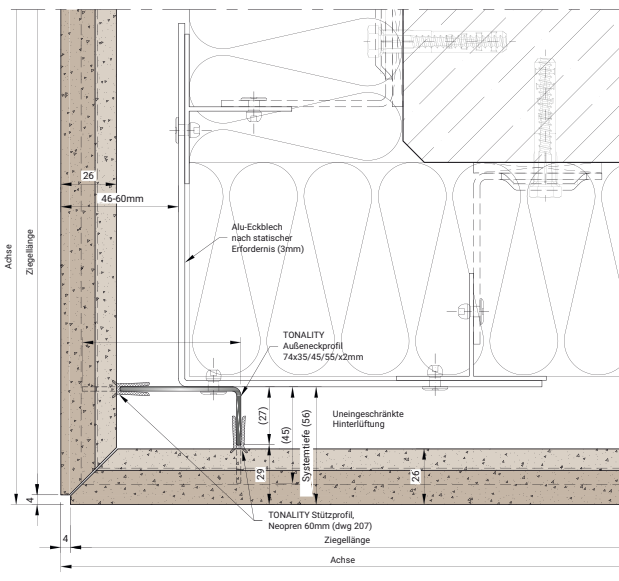 26
46-60mm
Alu-Eckblech
nach statischer
Erfordernis (3mm)
Achse
Ziegellänge
TONALITY
Außeneckprofil
74x35/45/55/x2mm
(27)
(45)
Systemtiefe (56)
Uneingeschränkte
Hinterlüftung
29
26
4
TONALITY Stützprofil,
Neopren 60mm (dwg 207)
4
Ziegellänge
Achse